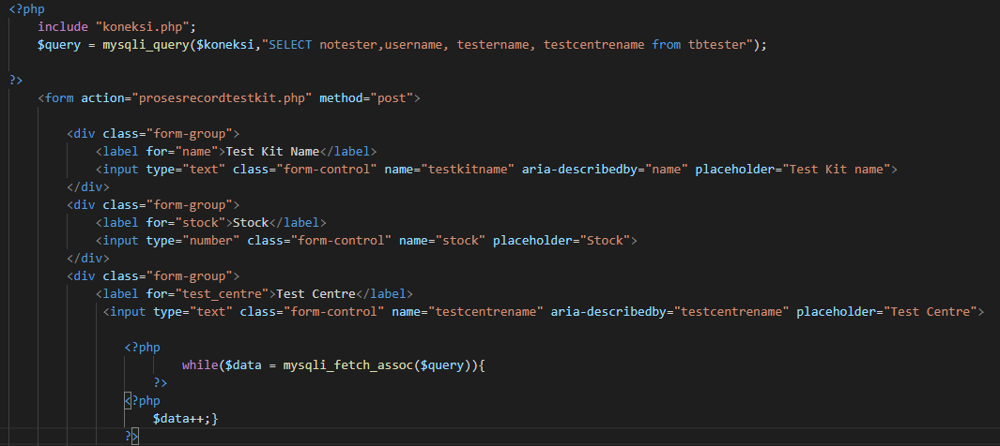 <?php
include "koneksi.php";
$query = mysqli_query($koneksi,"SELECT notester,username, testername, testcentrename from tbtester");
?>
<form action="prosesrecordtestkit.php" method="post">
<div class="form-group">
<label for="name">Test Kit Name</label>
<input type="text" class="form-control" name="testkitname" aria-describedby="name" placeholder="Test Kit name">
</div>
<div class="form-group">
<label for="stock">Stock</label>
<input type="number" class="form-control" name="stock" placeholder="Stock">
</div>
<div class="form-group">
<label for="test_centre">Test Centre</label>
<input type="text" class="form-control" name="testcentrename" aria-describedby="testcentrename" placeholder="Test Centre">
<?php
while($data = mysqli_fetch_assoc($query)){
?>
<?php
$data++;}
?>